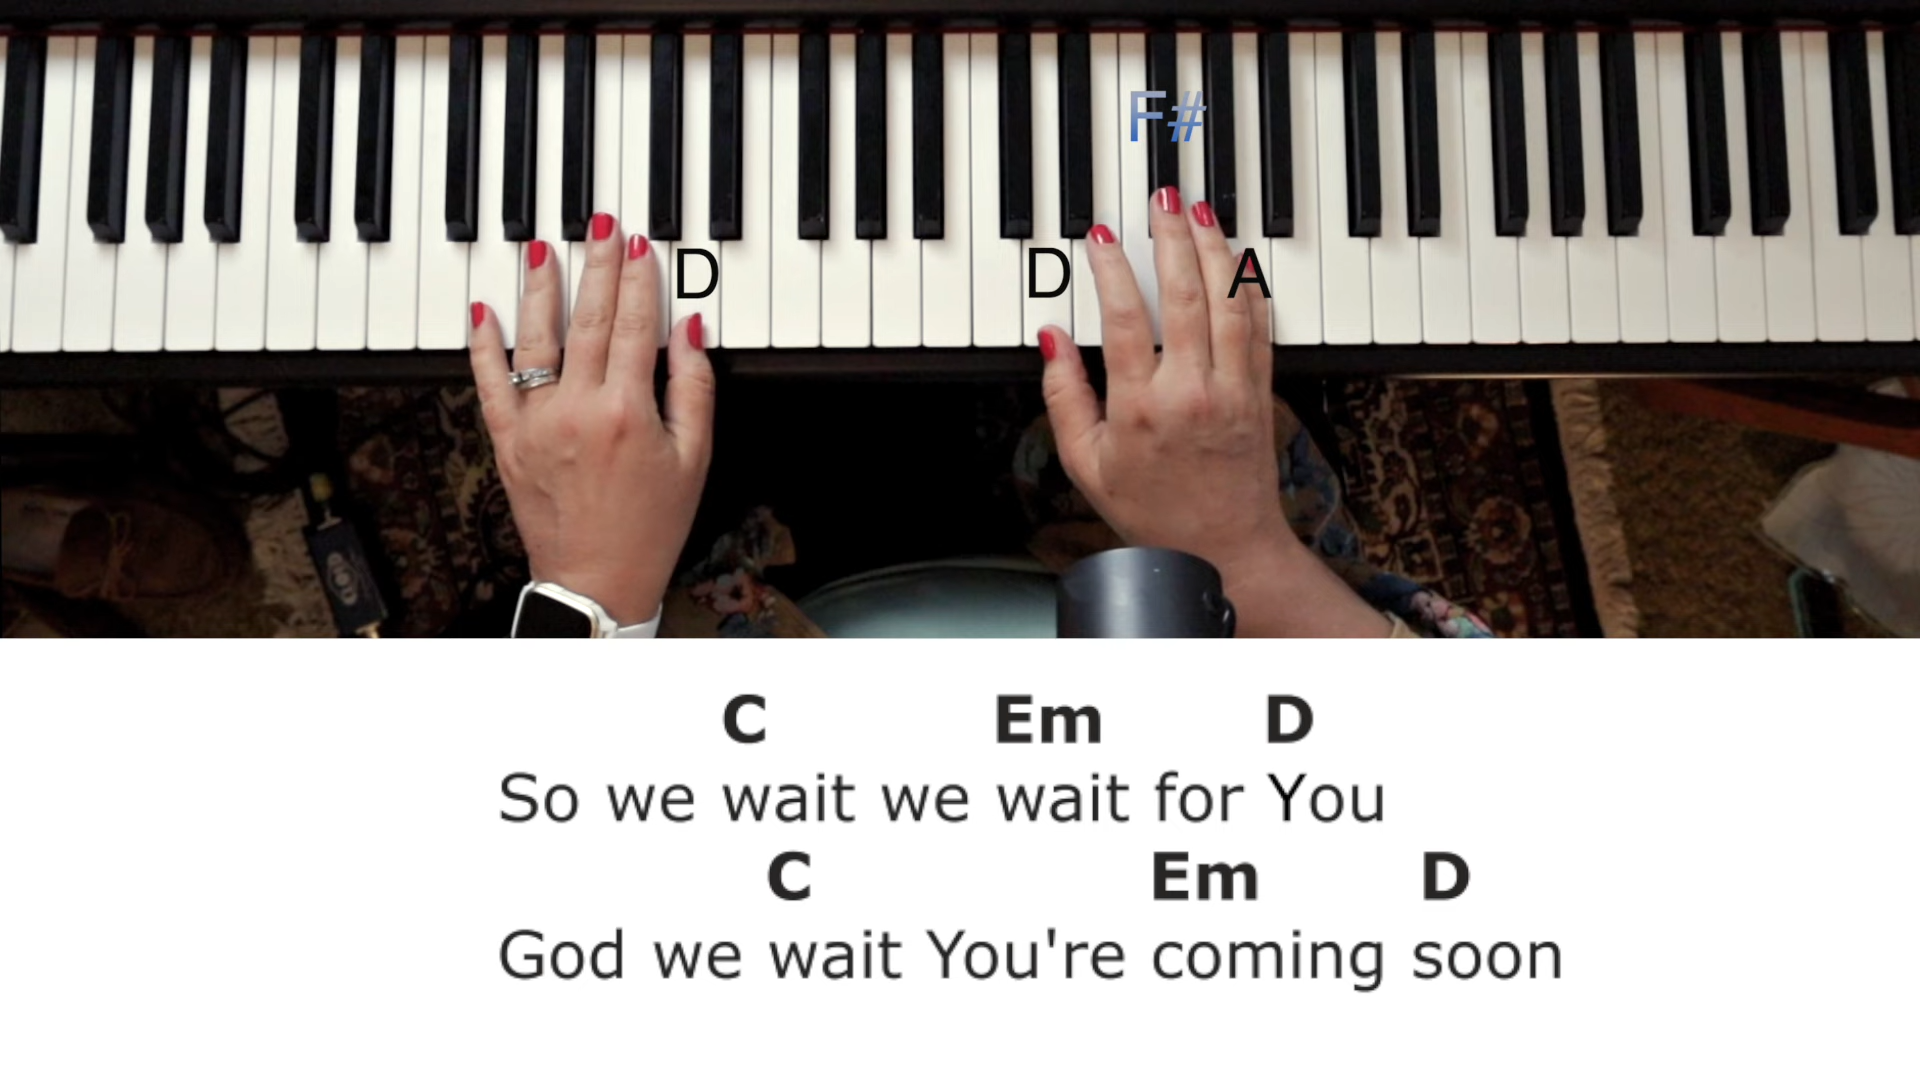 F#
D D A
C Em D
So we wait we wait for You
C Em D
God we wait You're coming soon